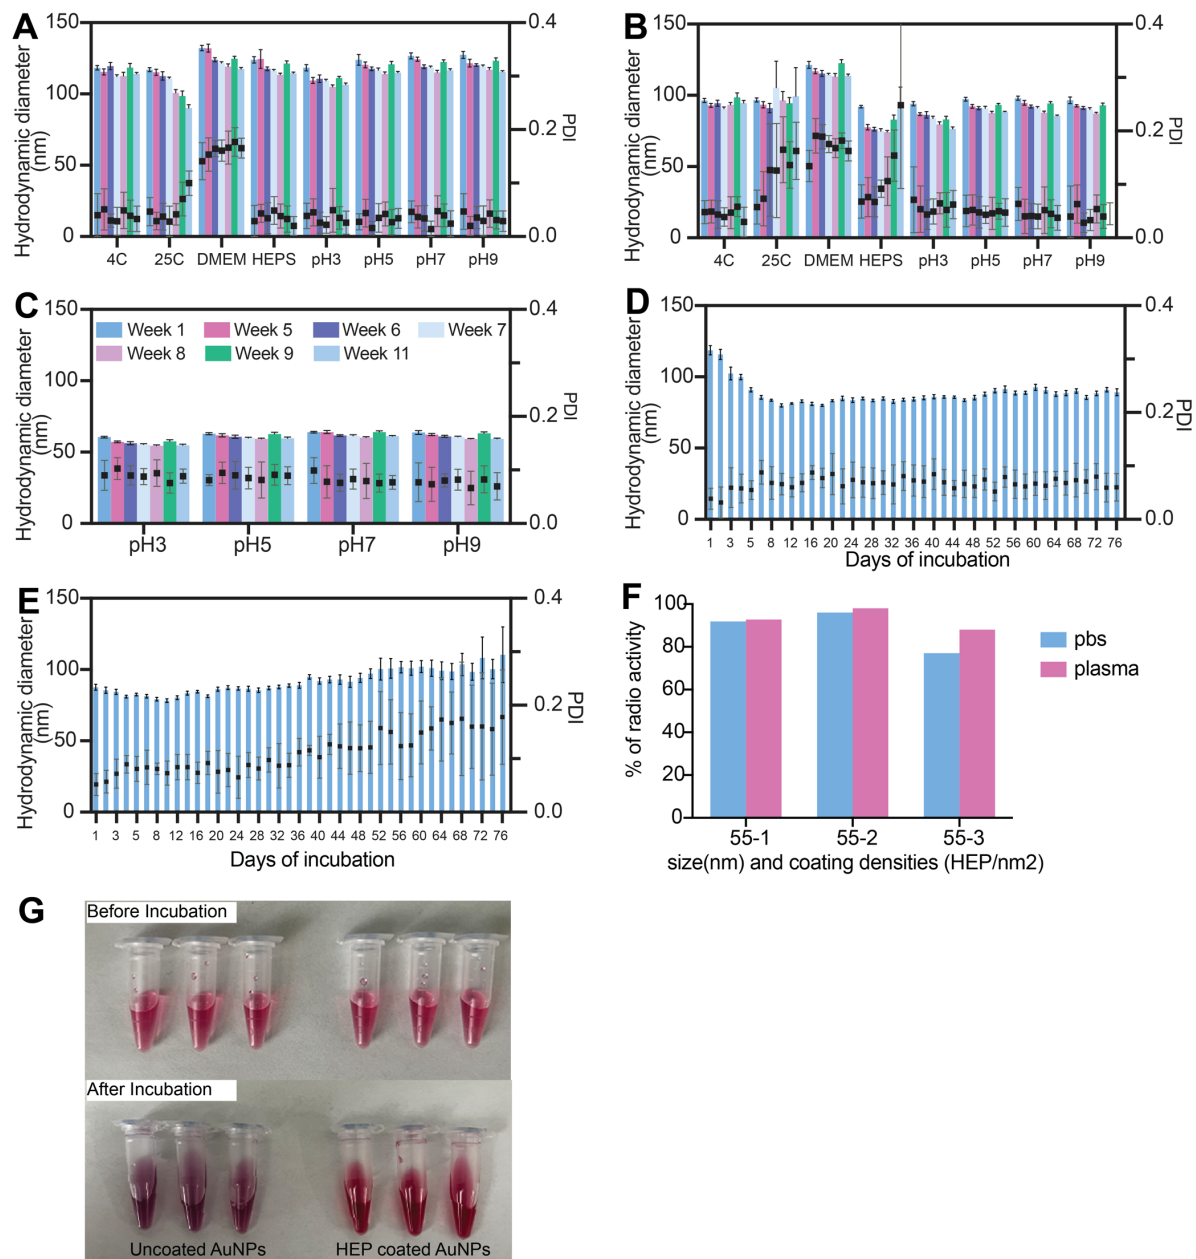 A
150
100
50
0
Hydrodynamic diameter
(nm)
0.4
0.2
0.0
PDI
4C 25C DMEM HEPS pH3 pH5 pH7 pH9
B
150
100
50
0
Hydrodynamic diameter
(nm)
0.4
0.2
0.0
PDI
4C 25C DMEM HEPS pH3 pH5 pH7 pH9
C
150
100
50
0
Hydrodynamic diameter
(nm)
0.4
0.2
0.0
PDI
Week 1 Week 5 Week 6 Week 7
Week 8 Week 9 Week 11
pH3 pH5 pH7 pH9
D
150
100
50
0
Hydrodynamic diameter
(nm)
0.4
0.2
0.0
PDI
1 3 5 8 12 16 20 24 28 32 36 40 44 48 52 56 60 64 68 72 76
Days of incubation
E
150
100
50
0
Hydrodynamic diameter
(nm)
0.4
0.2
0.0
PDI
1 3 5 8 12 16 20 24 28 32 36 40 44 48 52 56 60 64 68 72 76
Days of incubation
F
100
80
60
40
20
0
% of radio activity
pbs
plasma
55-1 55-2 55-3
size(nm) and coating densities (HEP/nm2)
G
Before Incubation
After Incubation
Uncoated AuNPs HEP coated AuNPs